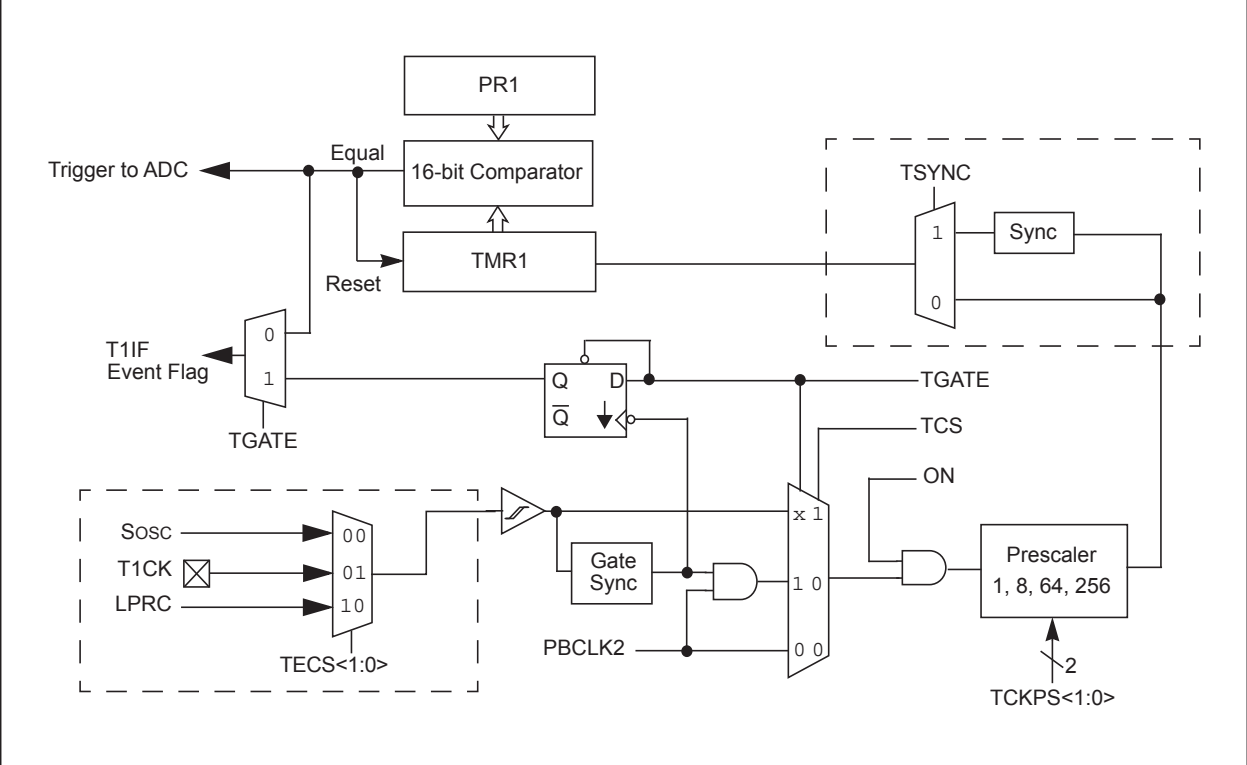 PR1
Trigger to ADC
Equal
16-bit Comparator
TSYNC
1
Sync
TMR1
Reset
0
0
T1IF
Event Flag
1
Q
D
Q
TGATE
TGATE
TCS
ON
x 1
Sosc
00
T1CK
01
LPRC
10
TECS<1:0>
Gate
Sync
1 0
Prescaler
1, 8, 64, 256
PBCLK2
0 0
2
TCKPS<1:0>